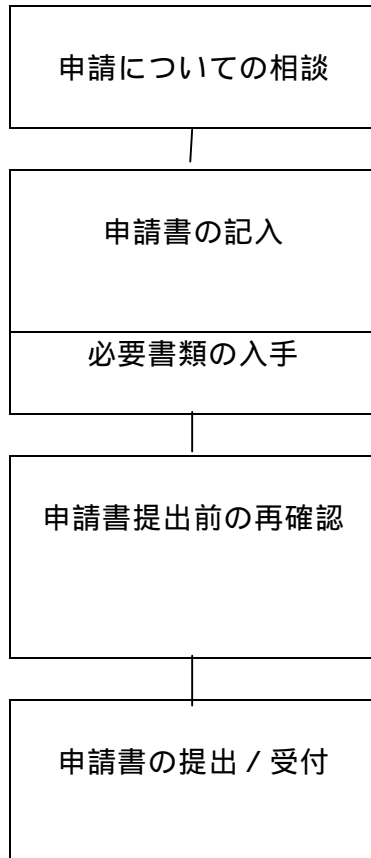 申請についての相談
申請書の記入
必要書類の入手
申請書提出前の再確認
申請書の提出 / 受付